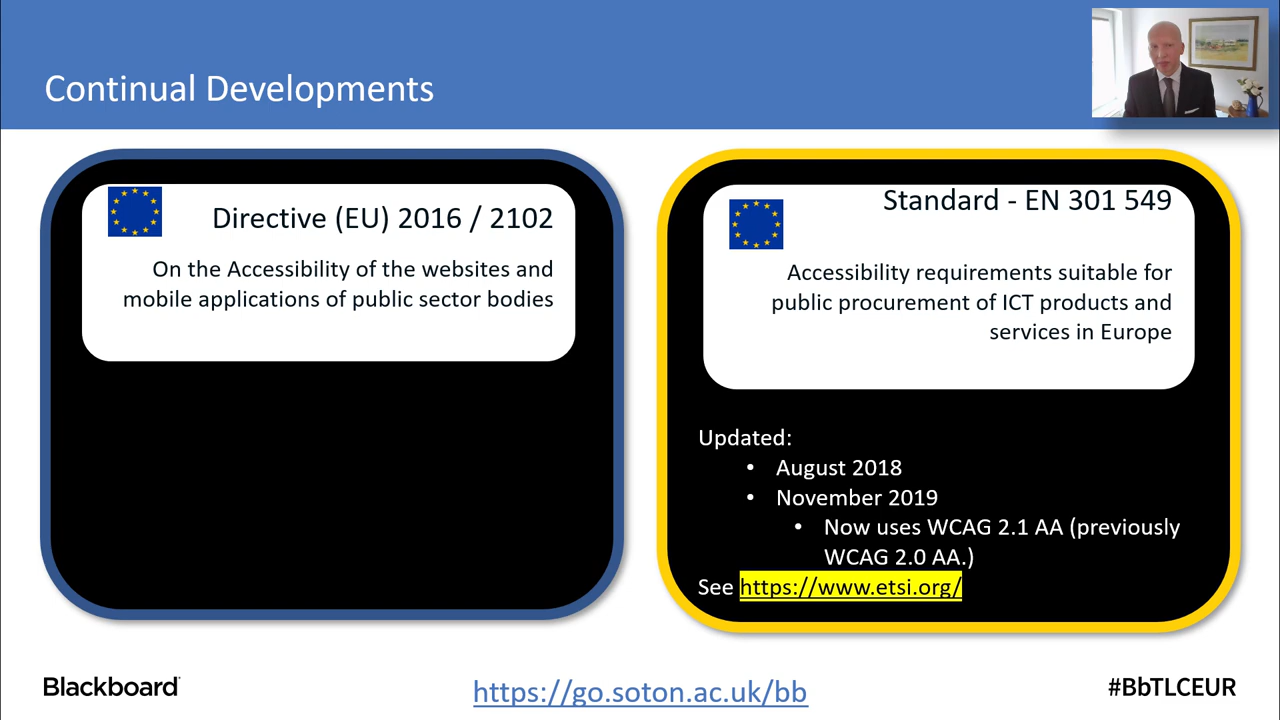 Continual Developments
Directive (EU) 2016 / 2102
On the Accessibility of the websites and
mobile applications of public sector bodies
Standard - EN 301 549
Accessibility requirements suitable for
public procurement of ICT products and
services in Europe
Updated:
• August 2018
• November 2019
• Now uses WCAG 2.1 AA (previously
WCAG 2.0 AA.)
See https://www.etsi.org/
Blackboard
https://go.soton.ac.uk/bb
#BbTLCEUR